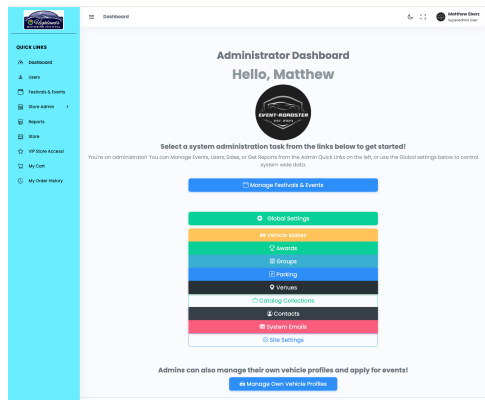 Highlands
Dashboard
Matthew Ebers
Superadmin User
QUICK LINKS
Dashboard
Users
Festivals & Events
Store Admin
Reports
Store
VIP Store Access!
My Cart
My Order History
Administrator Dashboard
Hello, Matthew
EVENT-ROADSTER
EST. 2023
Select a system administration task from the links below to get started!
You're an administrator! You can Manage Events, Users, Sales, or Get Reports from the Admin Quick Links on the left, or use the Global settings below to control
system wide data.
Manage Festivals & Events
Global Settings
Vehicle Makes
Awards
Groups
Parking
Venues
Catalog Collections
Contacts
System Emails
Site Settings
Admins can also manage their own vehicle profiles and apply for events!
Manage Own Vehicle Profiles